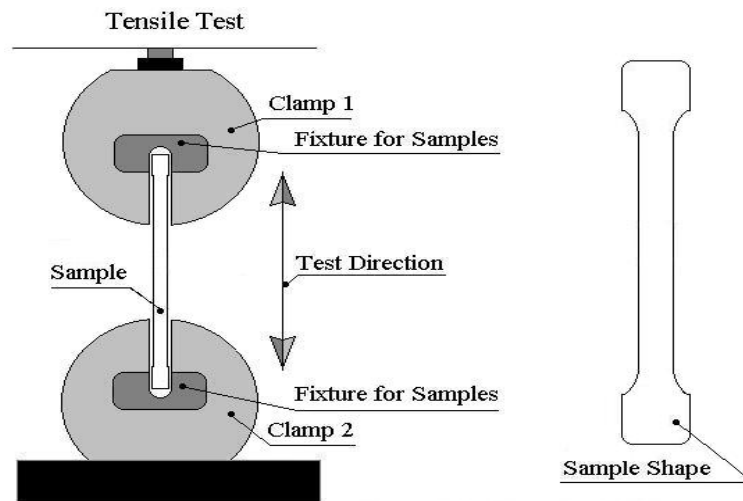 Tensile Test
Clamp 1
Fixture for Samples
Test Direction
Sample
Fixture for Samples
Clamp 2
Sample Shape